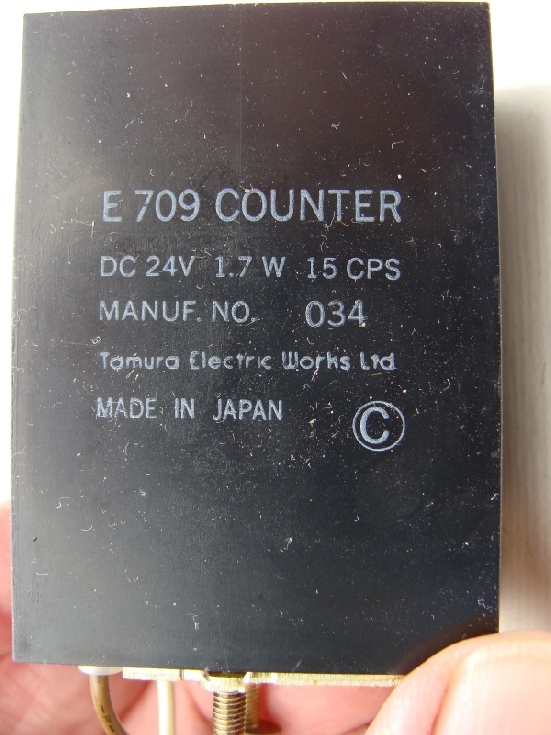 E 709 COUNTER
DC 24V 1.7 W 15 CPS
MANUF. NO. 034
Tamura Electric Works Ltd
MADE IN JAPAN
C